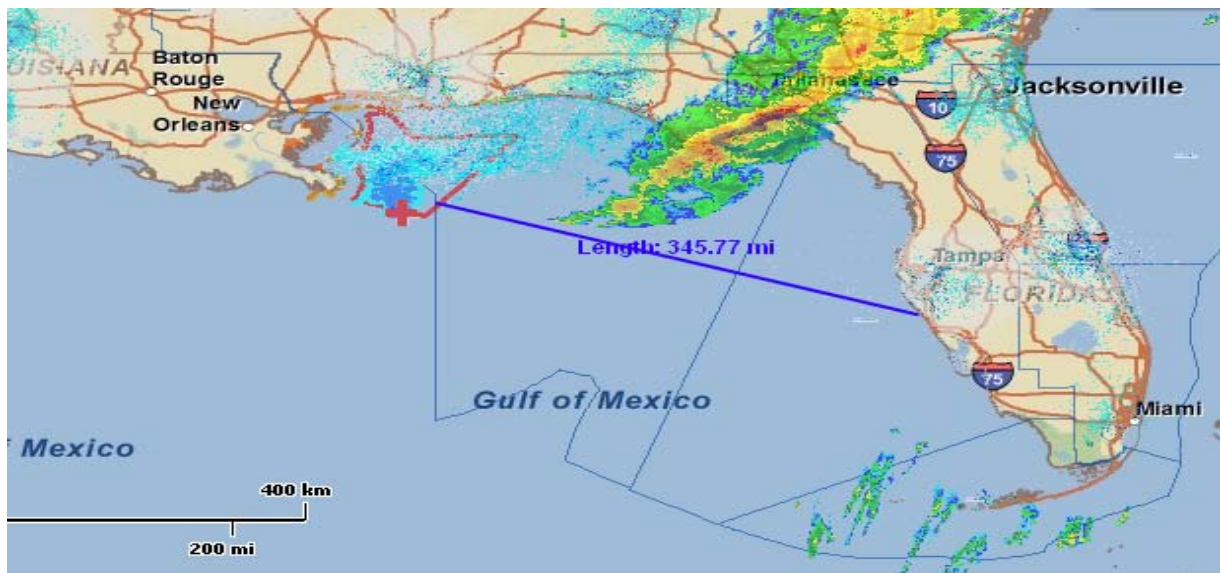 Baton
Rouge
UISIANA
New
Orleans
Tallahassee
Jacksonville
10
75
Length: 345.77 mi
Tampa
FLORIDA
75
Gulf of Mexico
Miami
f Mexico
400 km
200 mi